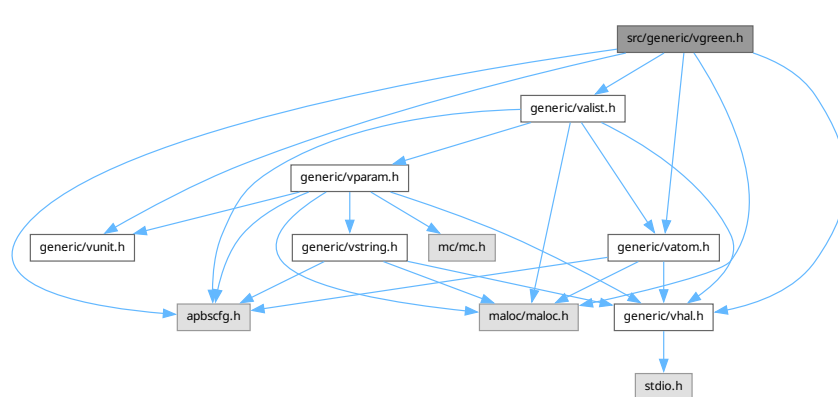 src/generic/vgreen.h
generic/valist.h
generic/vparam.h
generic/vunit.h
generic/vstring.h
mc/mc.h
generic/vatom.h
apbscfg.h
maloc/maloc.h
generic/vhal.h
stdio.h